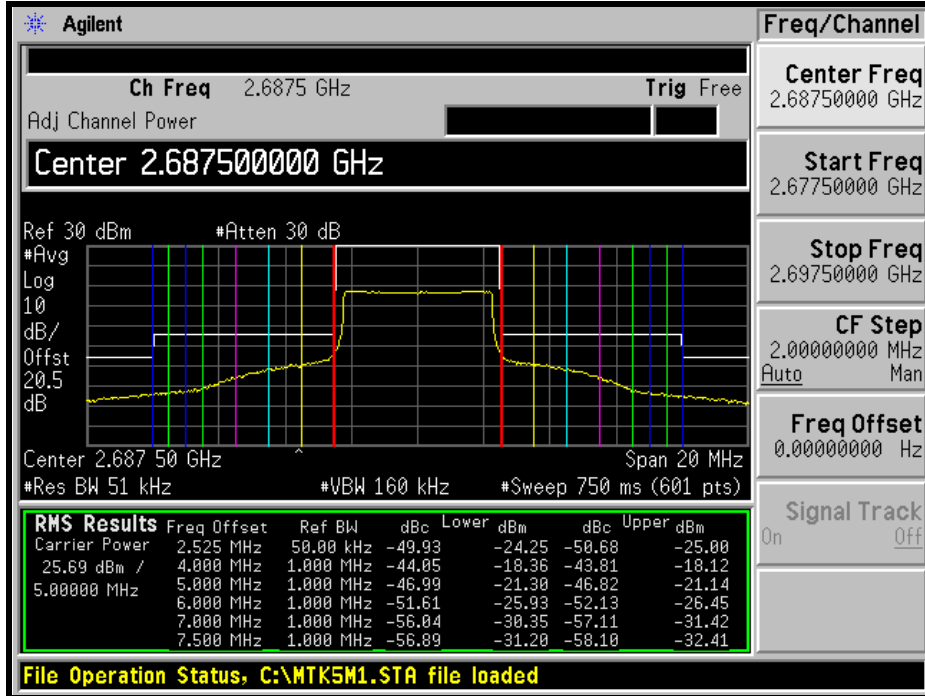 Agilent
Freq/Channel
Ch Freq 2.6875 GHz Trig Free
Adj Channel Power
Center 2.687500000 GHz
Ref 30 dBm #Atten 30 dB
#Avg
Log
10
dB/
Offst
20.5
dB
Center 2.687 50 GHz Span 20 MHz
#Res BW 51 kHz #VBW 160 kHz #Sweep 750 ms (601 pts)
RMS Results Freq Offset Ref BW dBc Lower dBm dBc Upper dBm
Carrier Power 2.525 MHz 50.00 kHz -49.93 -24.25 -50.68 -25.00
25.69 dBm / 4.000 MHz 1.000 MHz -44.05 -18.36 -43.81 -18.12
5.00000 MHz 5.000 MHz 1.000 MHz -46.99 -21.30 -46.82 -21.14
6.000 MHz 1.000 MHz -51.61 -25.93 -52.13 -26.45
7.000 MHz 1.000 MHz -56.04 -30.35 -57.11 -31.42
7.500 MHz 1.000 MHz -56.89 -31.20 -58.10 -32.41
File Operation Status, C:\MTK5M1.STA file loaded
Center Freq
2.68750000 GHz
Start Freq
2.67750000 GHz
Stop Freq
2.69750000 GHz
CF Step
2.00000000 MHz
Auto Man
Freq Offset
0.00000000 Hz
Signal Track
On Off